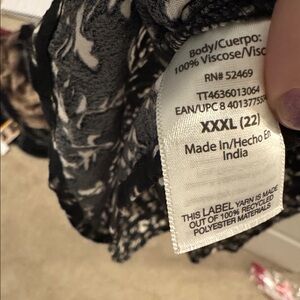 Body/Cuerpo:
100% Viscose/Visc
RN# 52469
TT4636013064
EAN/UPC 8 401377553
XXXL (22)
Made in/Hecho En
India
THIS LABEL YARN IS MADE
OUT OF 100% RECYCLED
POLYESTER MATERIALS